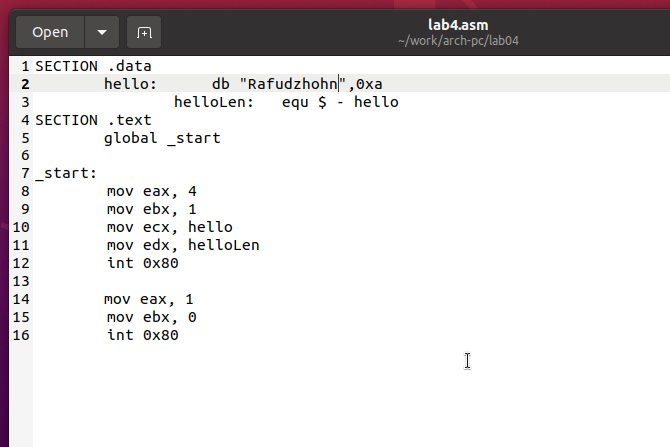 Open
lab4.asm
~/work/arch-pc/lab04
1 SECTION .data
2 hello: db "Rafudzhohn",0xa
3 helloLen: equ $ - hello
4 SECTION .text
5 global _start
6
7 _start:
8 mov eax, 4
9 mov ebx, 1
10 mov ecx, hello
11 mov edx, helloLen
12 int 0x80
13
14 mov eax, 1
15 mov ebx, 0
16 int 0x80